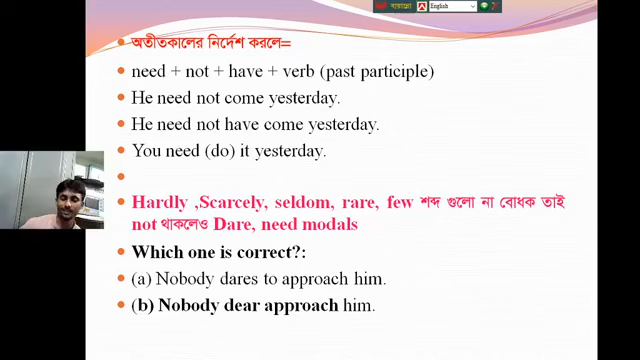 বায়ান্নো
English
অতীতকালের নির্দেশ করলে=
need + not + have + verb (past participle)
He need not come yesterday.
He need not have come yesterday.
You need (do) it yesterday.
Hardly ,Scarcely, seldom, rare, few শব্দ গুলো না বোধক তাই
not থাকলেও Dare, need modals
Which one is correct?:
(a) Nobody dares to approach him.
(b) Nobody dear approach him.